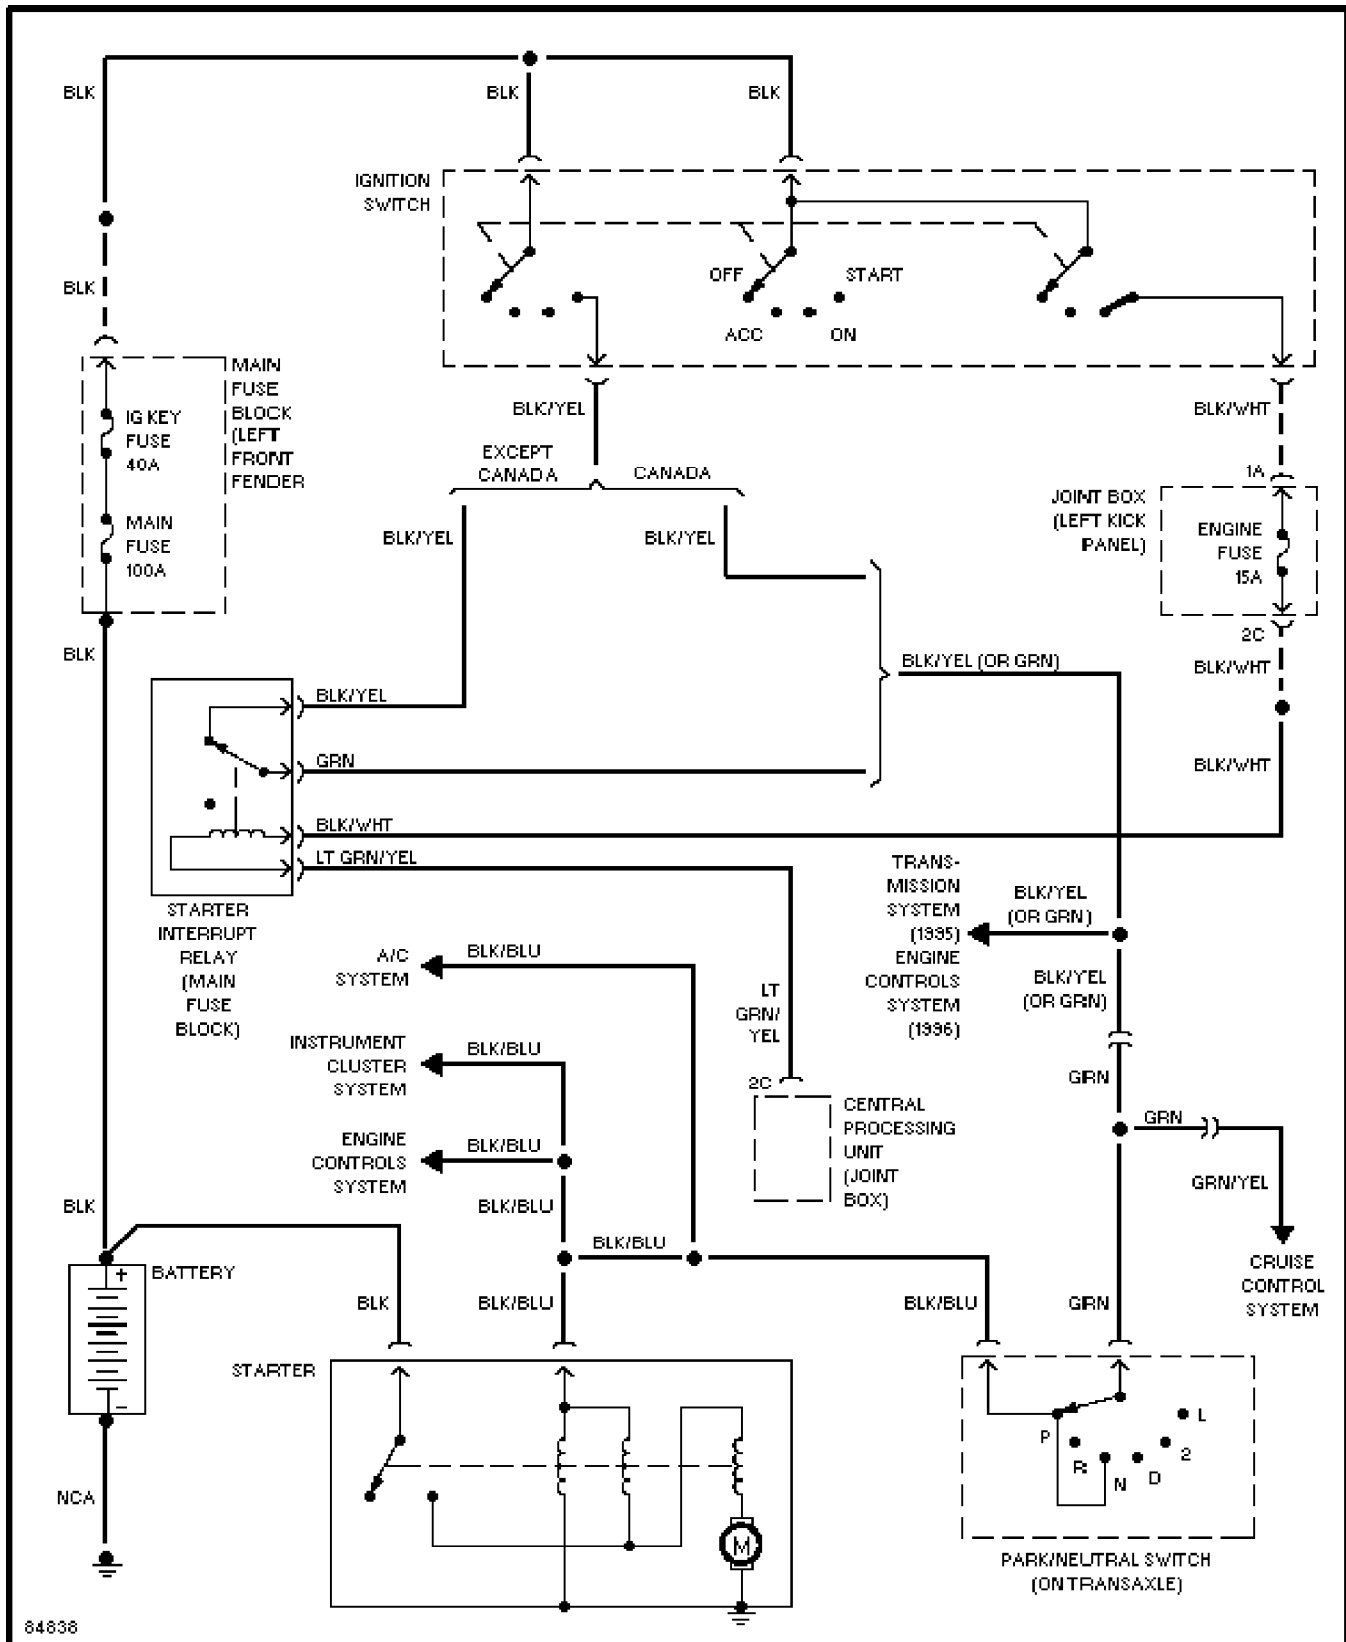 BLK
BLK
BLK
IGNITION
SWITCH
BLK
OFF
START
ACC
ON
MAIN
FUSE
BLOCK
(LEFT
FRONT
FENDER
IG KEY
FUSE
40A
MAIN
FUSE
100A
BLK/YEL
BLK/WHT
EXCEPT
CANADA
CANADA
1A
JOINT BOX
(LEFT KICK
PANEL)
ENGINE
FUSE
15A
BLK/YEL
BLK/YEL
2C
BLK
BLK/YEL (OR GRN)
BLK/WHT
BLK/YEL
GRN
BLK/WHT
BLK/WHT
LT GRN/YEL
STARTER
INTERRUPT
RELAY
(MAIN
FUSE
BLOCK)
TRANS-
MISSION
SYSTEM
(1995)
ENGINE
CONTROLS
SYSTEM
(1996)
BLK/YEL
(OR GRN)
BLK/YEL
(OR GRN)
A/C
SYSTEM
BLK/BLU
LT
GRN/
YEL
INSTRUMENT
CLUSTER
SYSTEM
BLK/BLU
2C
GRN
CENTRAL
PROCESSING
UNIT
(JOINT
BOX)
GRN
ENGINE
CONTROLS
SYSTEM
BLK/BLU
GRN/YEL
BLK
BLK/BLU
BLK/BLU
CRUISE
CONTROL
SYSTEM
+
BATTERY
-
BLK
BLK/BLU
BLK/BLU
GRN
STARTER
P
R
N
D
2
L
NCA
M
PARK/NEUTRAL SWITCH
(ON TRANSAXLE)
84838